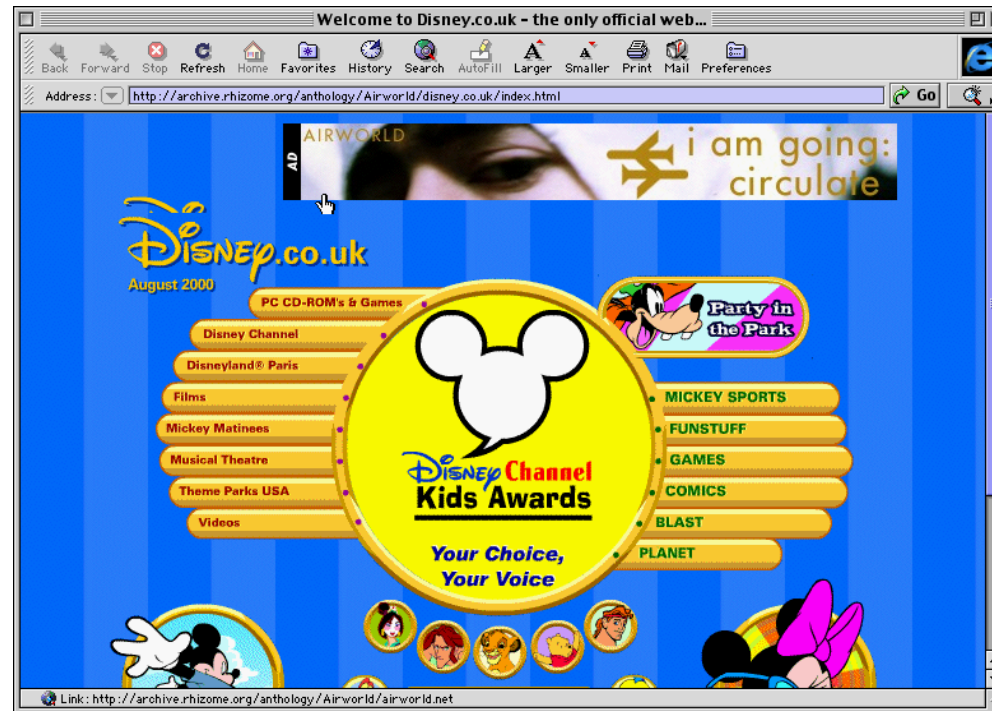 Welcome to Disney.co.uk - the only official web...
Back Forward Stop Refresh Home Favorites History Search AutoFill Larger Smaller Print Mail Preferences
Address: http://archive.rhizome.org/anthology/Airworld/disney.co.uk/index.html Go
AD
AIRWORLD
i am going:
circulate
Disney.co.uk
August 2000
PC CD-ROM's & Games
Disney Channel
Disneyland® Paris
Films
Mickey Matinees
Musical Theatre
Theme Parks USA
Videos
Disney Channel
Kids Awards
Your Choice,
Your Voice
Party in
the Park
MICKEY SPORTS
FUNSTUFF
GAMES
COMICS
BLAST
PLANET
Link: http://archive.rhizome.org/anthology/Airworld/airworld.net